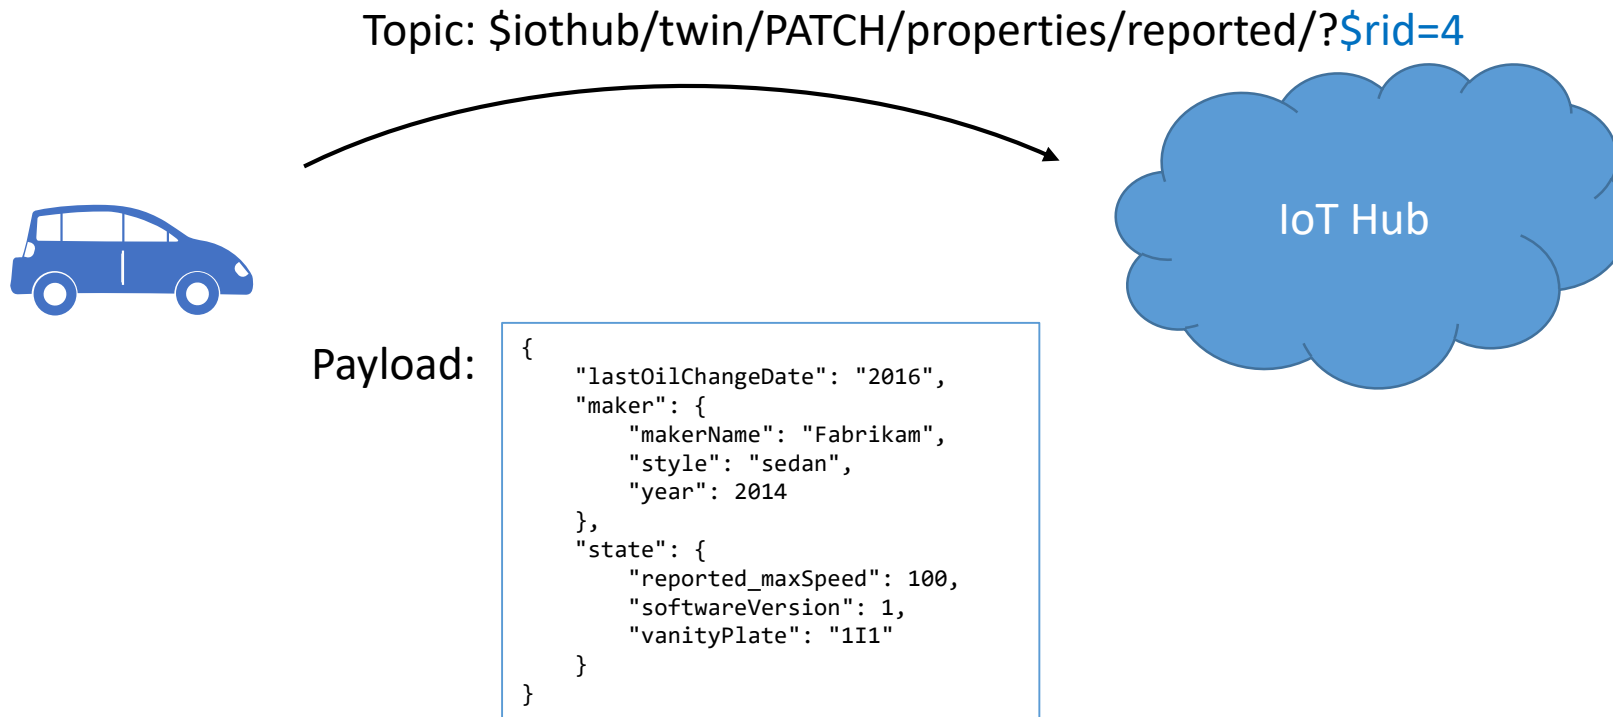 Topic: $iothub/twin/PATCH/properties/reported/?$rid=4
IoT Hub
Payload:
{
    "lastOilChangeDate": "2016",
    "maker": {
        "makerName": "Fabrikam",
        "style": "sedan",
        "year": 2014
    },
    "state": {
        "reported_maxSpeed": 100,
        "softwareVersion": 1,
        "vanityPlate": "1I1"
    }
}